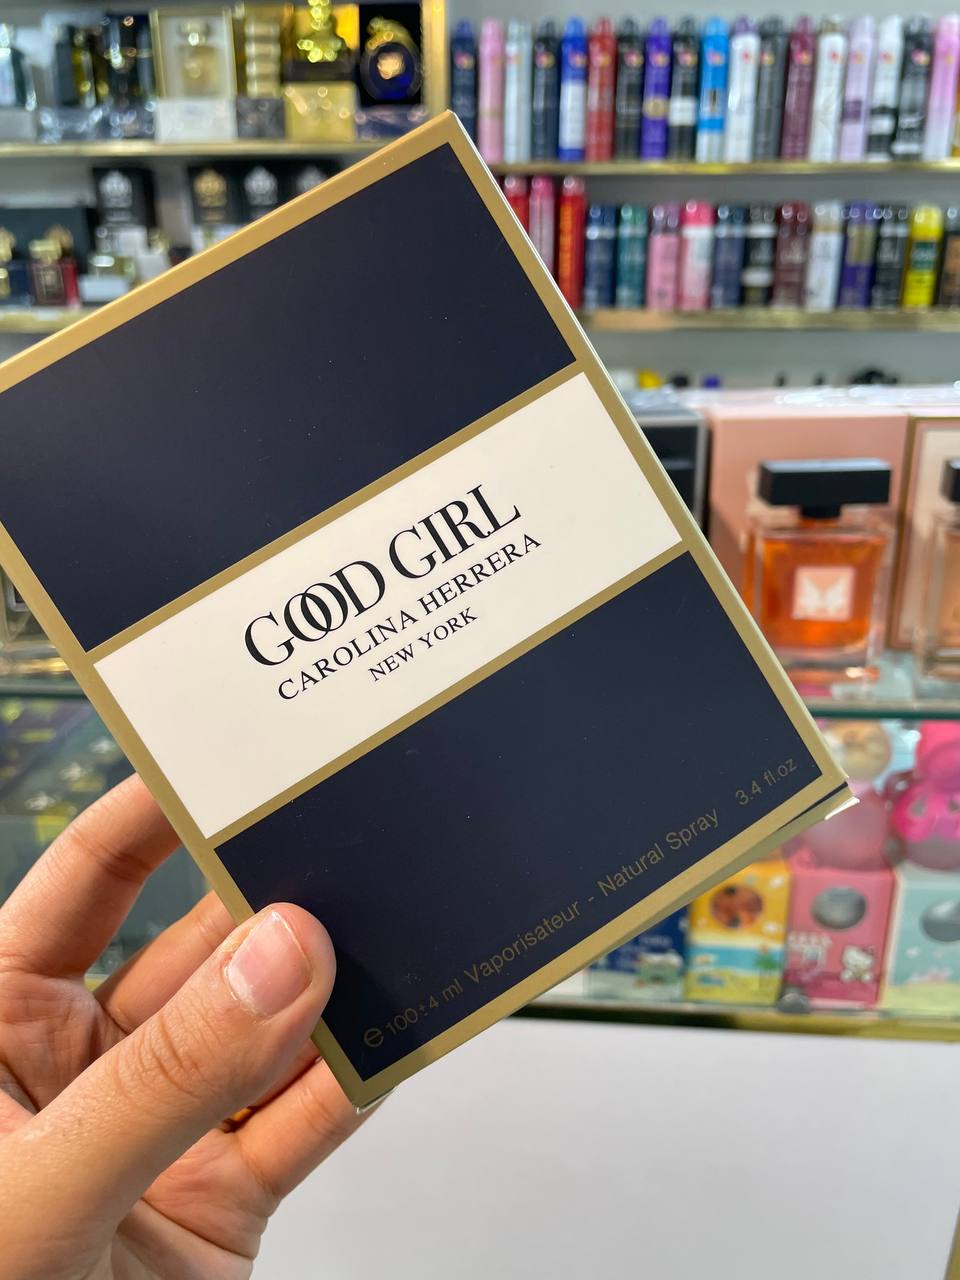 GOOD GIRL
CAROLINA HERRERA
NEW YORK
℮ 100±4 ml Vaporisateur - Natural Spray 3.4 fl.oz